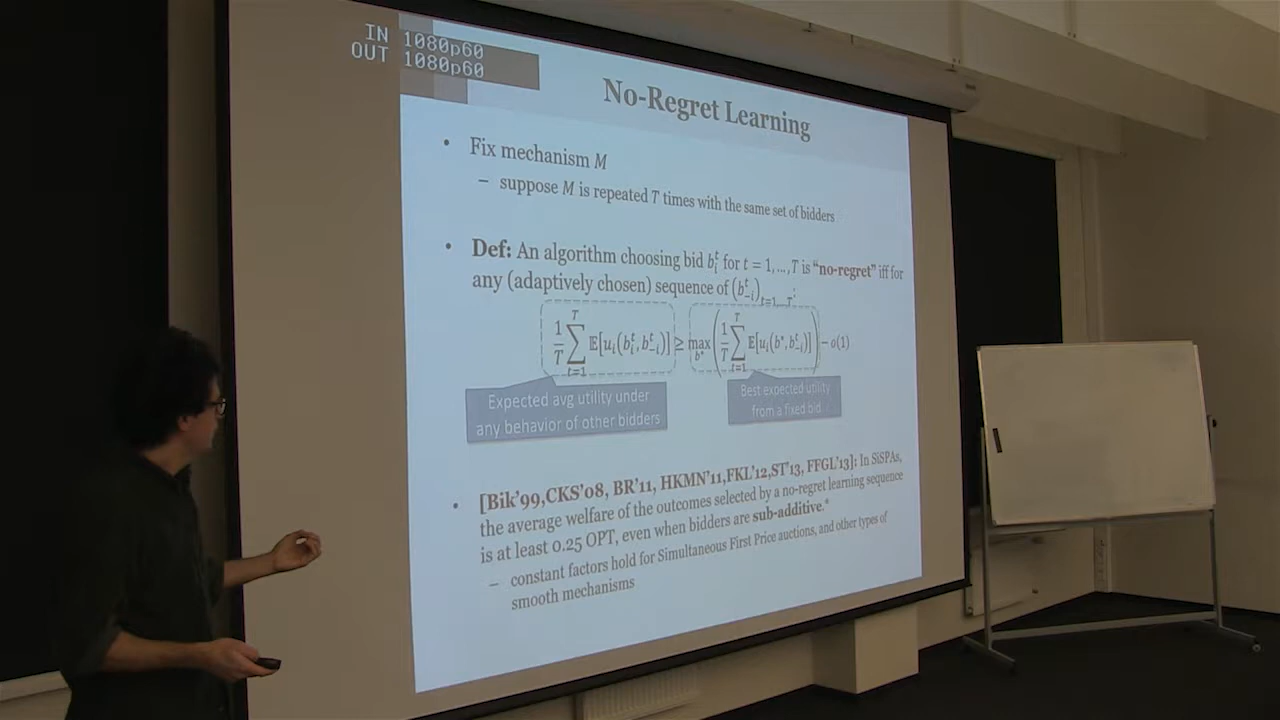 IN 1080p60
OUT 1080p60
No-Regret Learning
• Fix mechanism M
– suppose M is repeated T times with the same set of bidders
• Def: An algorithm choosing bid b_i^t for t = 1, ..., T is "no-regret" iff for
any (adaptively chosen) sequence of (b_{-i}^t)_{t=1...T}:
1/T ∑_{t=1}^T 𝔼[u_i(b_i^t, b_{-i}^t)] ≥ max_{b*} (1/T ∑_{t=1}^T 𝔼[u_i(b*, b_{-i}^t)]) − o(1)
Expected avg utility under
any behavior of other bidders
Best expected utility
from a fixed bid
• [Bik'99,CKS'08, BR'11, HKMN'11,FKL'12,ST'13, FFGL'13]: In SiSPAs,
the average welfare of the outcomes selected by a no-regret learning sequence
is at least 0.25 OPT, even when bidders are sub-additive.*
– constant factors hold for Simultaneous First Price auctions, and other types of
smooth mechanisms